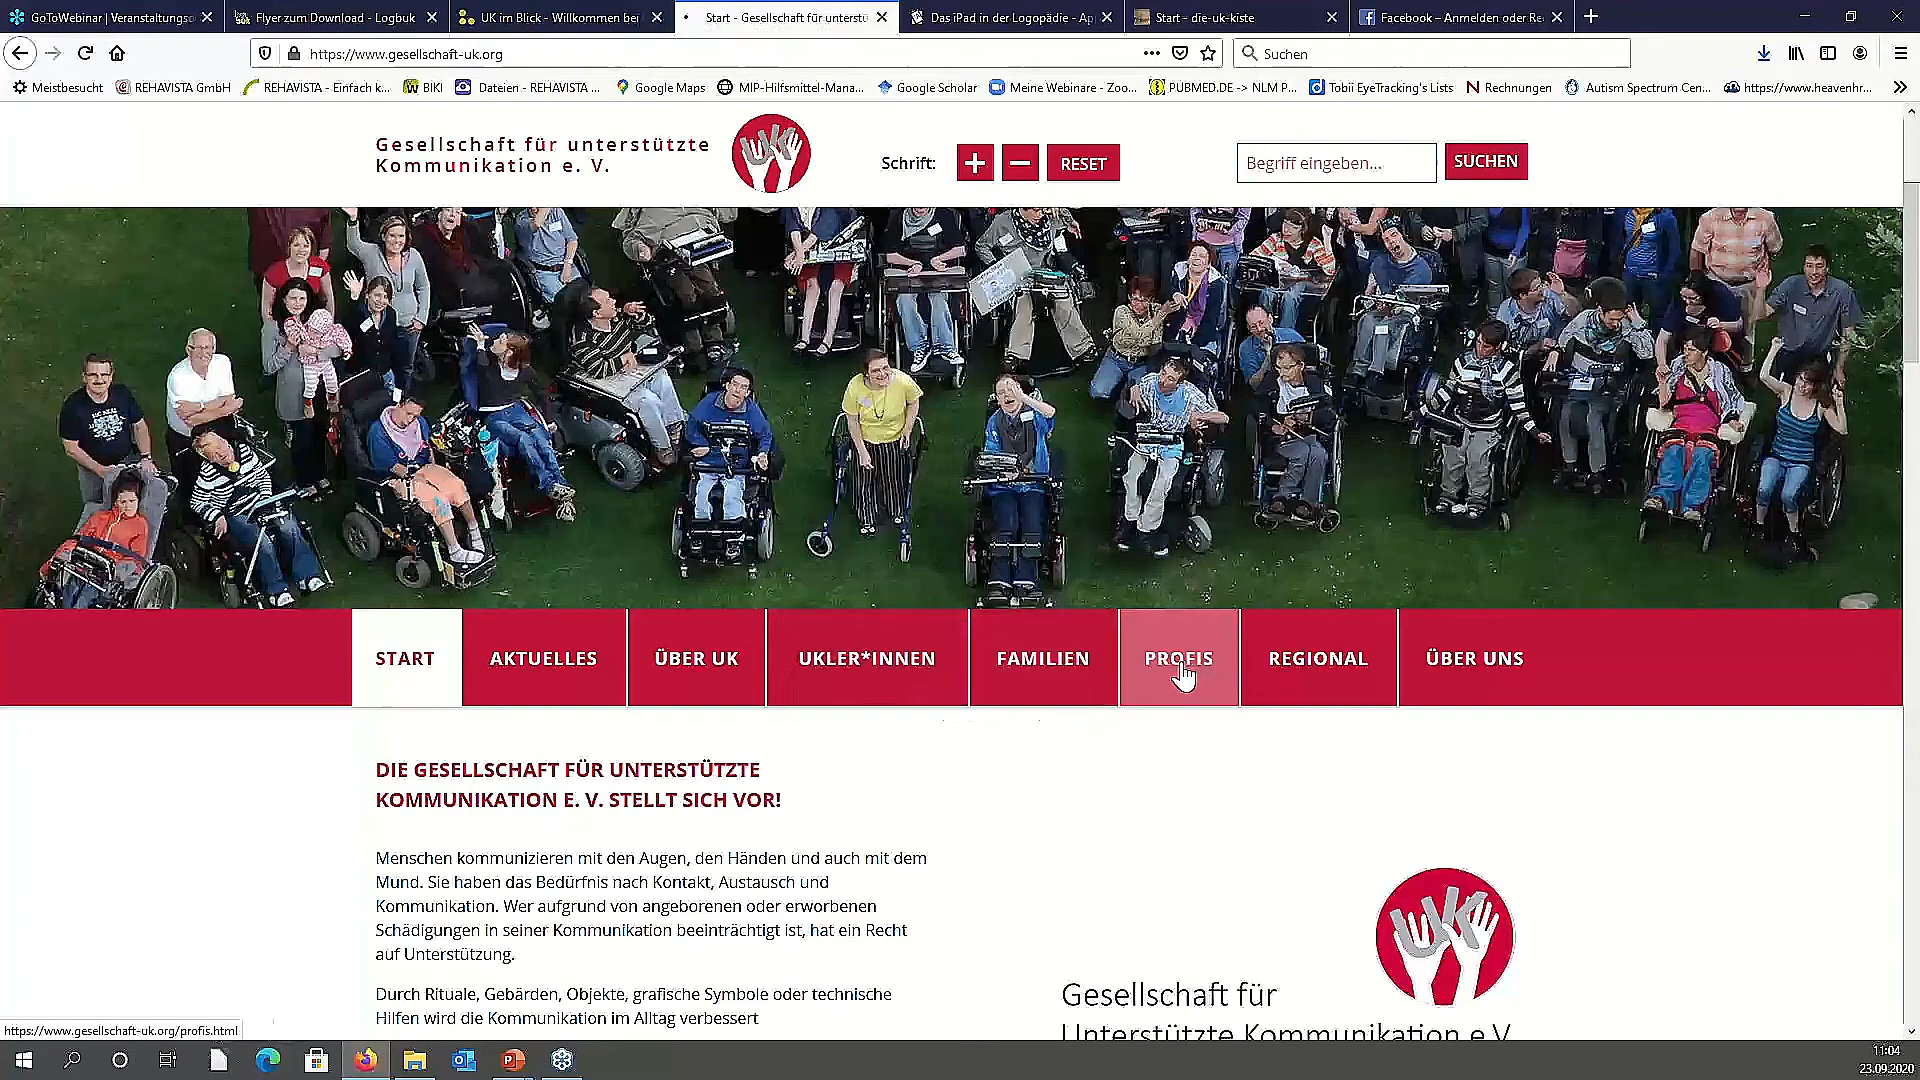 GoToWebinar | Veranstaltungsd
Flyer zum Download - Logbuk
UK im Blick - Willkommen bei
Start - Gesellschaft für unterstü
Das iPad in der Logopädie - Ap
Start - die-uk-kiste
Facebook – Anmelden oder Re
https://www.gesellschaft-uk.org
Suchen
Meistbesucht
REHAVISTA GmbH
REHAVISTA - Einfach k...
BIKI
Dateien - REHAVISTA ...
Google Maps
MIP-Hilfsmittel-Mana...
Google Scholar
Meine Webinare - Zoo...
PUBMED.DE -> NLM P...
Tobii EyeTracking's Lists
Rechnungen
Autism Spectrum Cen...
https://www.heavenhr...
Gesellschaft für unterstützte
Kommunikation e. V.
UK
Schrift:
RESET
Begriff eingeben...
SUCHEN
START
AKTUELLES
ÜBER UK
UKLER*INNEN
FAMILIEN
PROFIS
REGIONAL
ÜBER UNS
DIE GESELLSCHAFT FÜR UNTERSTÜTZTE
KOMMUNIKATION E. V. STELLT SICH VOR!
Menschen kommunizieren mit den Augen, den Händen und auch mit dem
Mund. Sie haben das Bedürfnis nach Kontakt, Austausch und
Kommunikation. Wer aufgrund von angeborenen oder erworbenen
Schädigungen in seiner Kommunikation beeinträchtigt ist, hat ein Recht
auf Unterstützung.
Durch Rituale, Gebärden, Objekte, grafische Symbole oder technische
Hilfen wird die Kommunikation im Alltag verbessert
UK
Gesellschaft für
Unterstützte Kommunikation e.V.
https://www.gesellschaft-uk.org/profis.html
11:04
23.09.2020